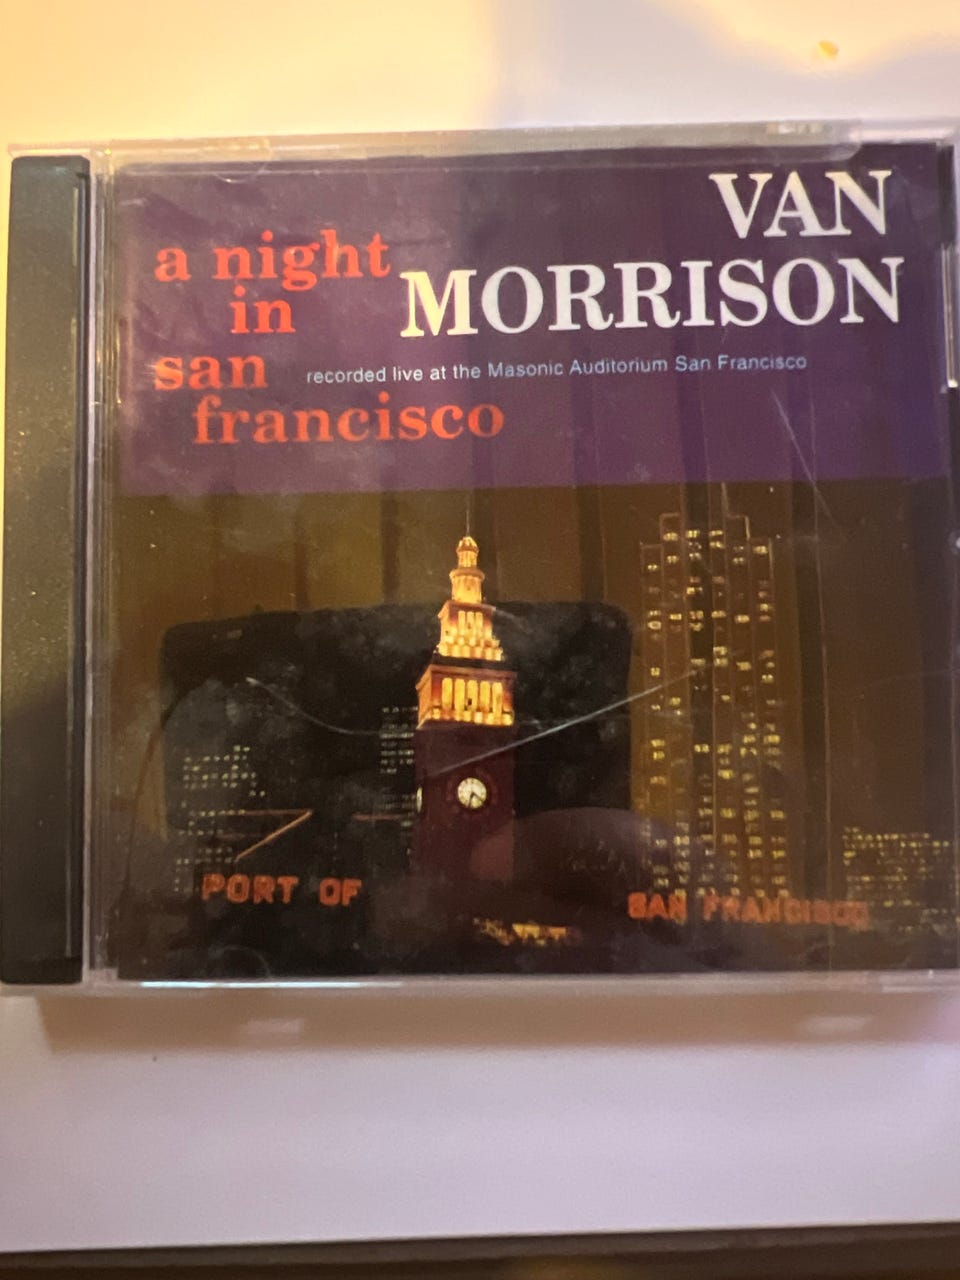 VAN
MORRISON
a night
in
san
francisco
recorded live at the Masonic Auditorium San Francisco
PORT OF SAN FRANCISCO